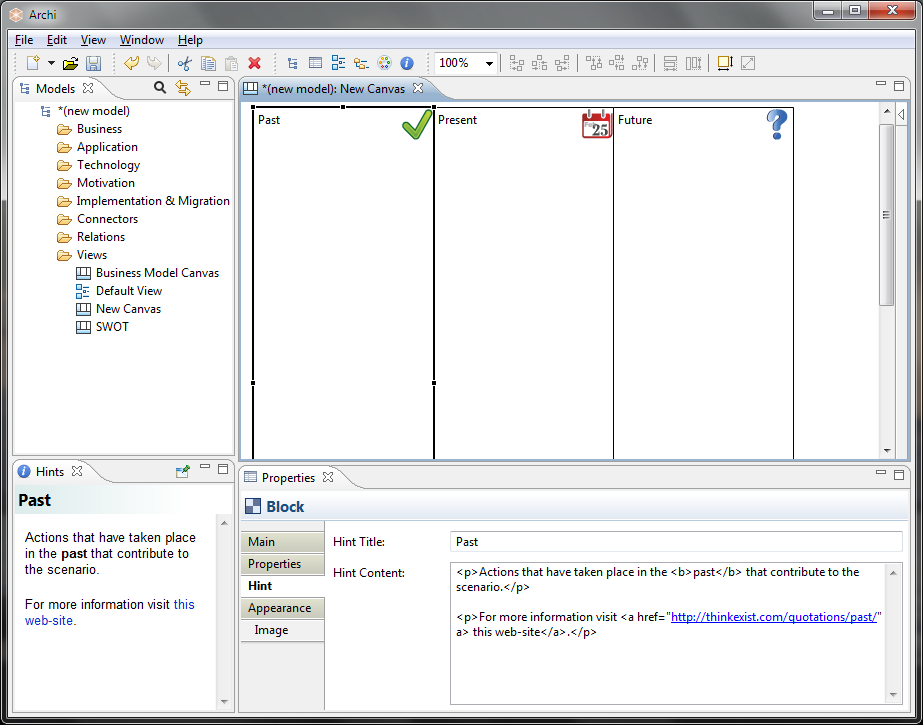 Archi
File Edit View Window Help
100%
Models
*(new model)
Business
Application
Technology
Motivation
Implementation & Migration
Connectors
Relations
Views
Business Model Canvas
Default View
New Canvas
SWOT
*(new model): New Canvas
Past Present 25 Future
Hints
Past
Actions that have taken place
in the past that contribute to
the scenario.
For more information visit this
web-site.
Properties
Block
Main
Properties
Hint
Appearance
Image
Hint Title: Past
Hint Content:
<p>Actions that have taken place in the <b>past</b> that contribute to the
scenario.</p>
<p>For more information visit <a href="http://thinkexist.com/quotations/past/"
a> this web-site</a>.</p>